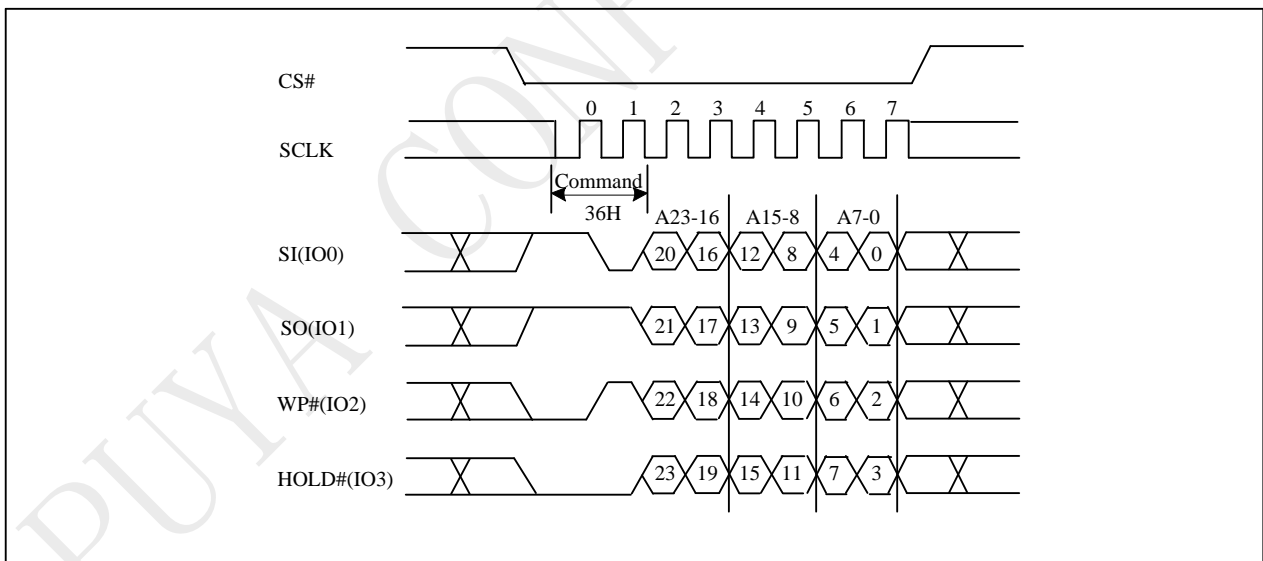 PUYA CONF
CS#
0 1 2 3 4 5 6 7
SCLK
Command
36H
A23-16 A15-8 A7-0
SI(IO0) 20 16 12 8 4 0
SO(IO1) 21 17 13 9 5 1
WP#(IO2) 22 18 14 10 6 2
HOLD#(IO3) 23 19 15 11 7 3